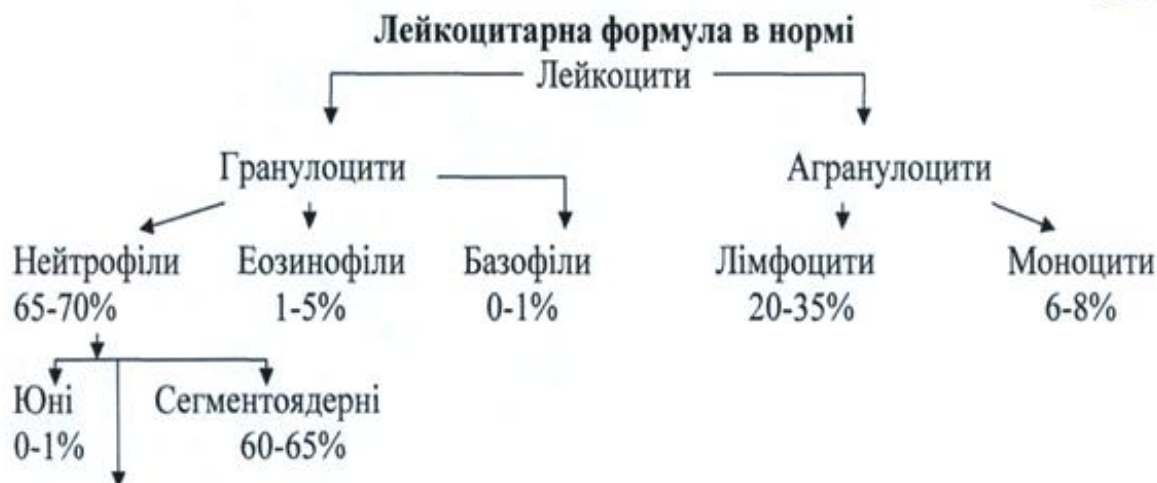 Лейкоцитарна формула в нормі
Лейкоцити
Гранулоцити Агранулоцити
Нейтрофіли Еозинофіли Базофіли Лімфоцити Моноцити
65-70% 1-5% 0-1% 20-35% 6-8%
Юні Сегментоядерні
0-1% 60-65%